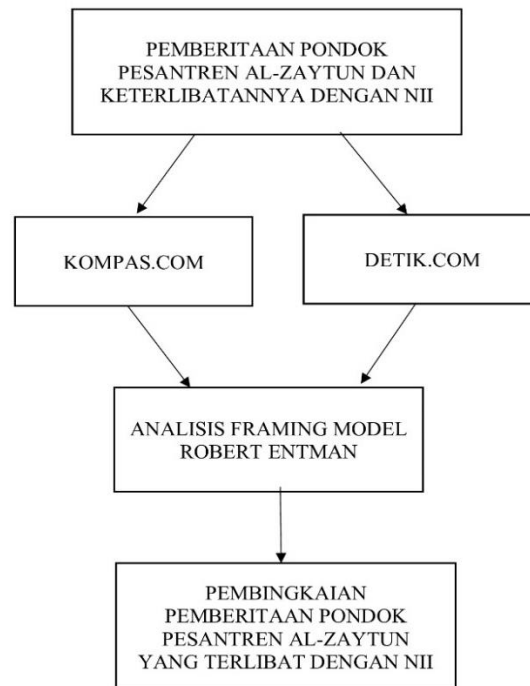 PEMBERITAAN PONDOK
PESANTREN AL-ZAYTUN DAN
KETERLIBATANNYA DENGAN NII
KOMPAS.COM
DETIK.COM
ANALISIS FRAMING MODEL
ROBERT ENTMAN
PEMBINGKAIAN
PEMBERITAAN PONDOK
PESANTREN AL-ZAYTUN
YANG TERLIBAT DENGAN NII